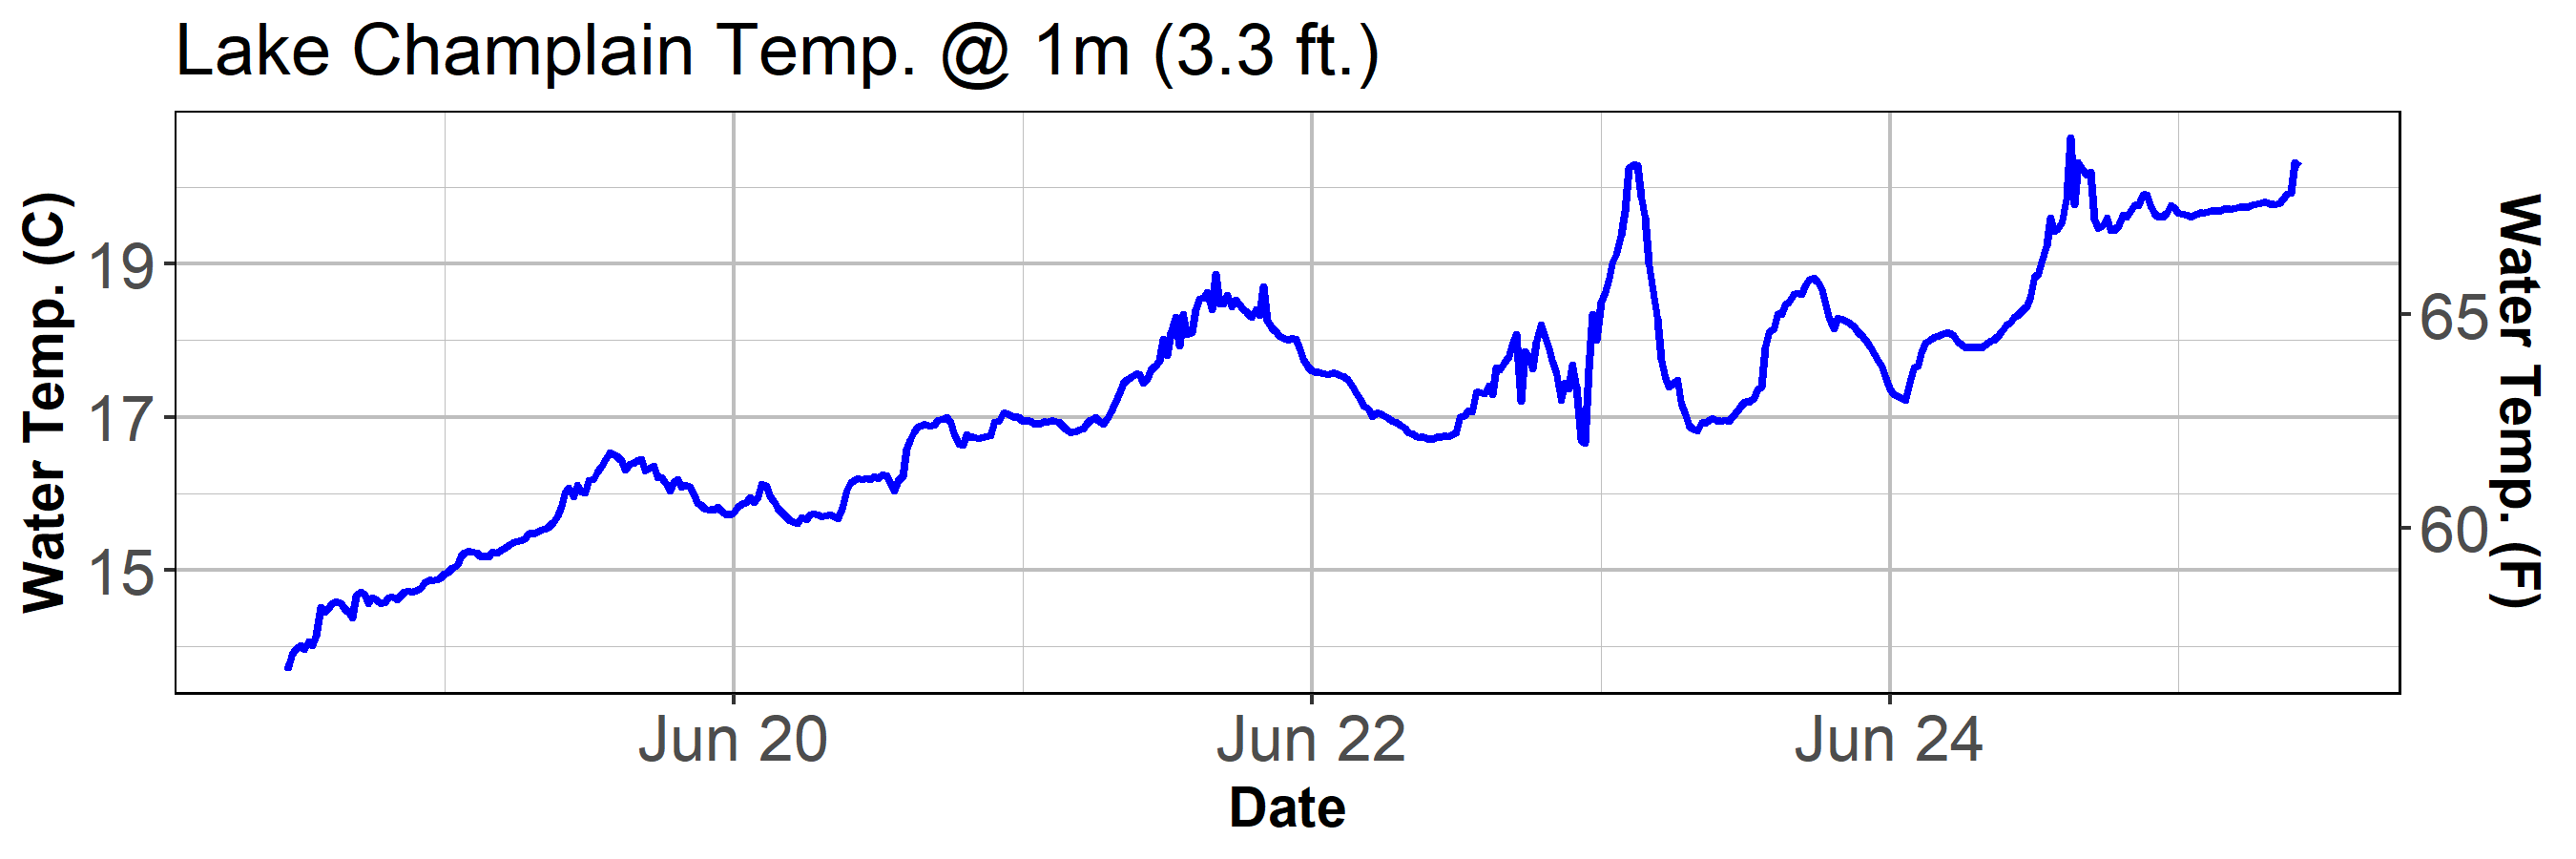 Lake Champlain Temp. @ 1m (3.3 ft.)
Water Temp. (C)
19
17
15
65
60
Water Temp. (F)
Jun 20
Jun 22
Jun 24
Date